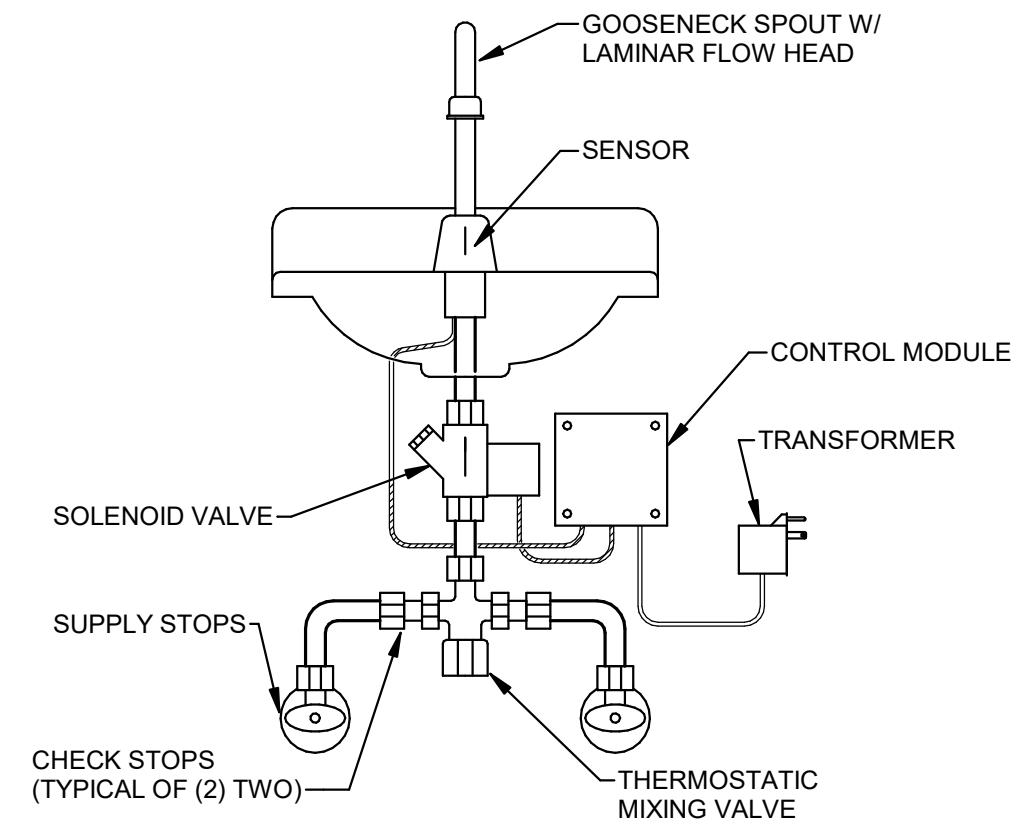 GOOSENECK SPOUT W/
LAMINAR FLOW HEAD
SENSOR
CONTROL MODULE
TRANSFORMER
SOLENOID VALVE
SUPPLY STOPS
CHECK STOPS
(TYPICAL OF (2) TWO)
THERMOSTATIC
MIXING VALVE